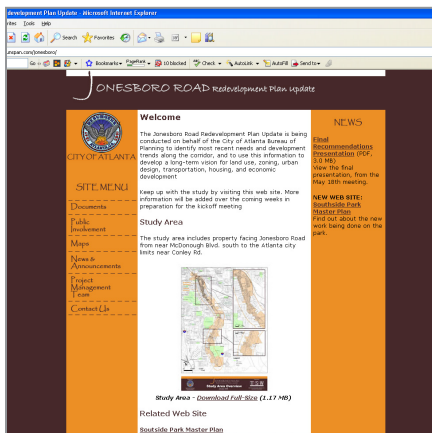 development Plan Update - Microsoft Internet Explorer
rites Tools Help
Search Favorites
unspan.com/jonesboro/
Go Bookmarks PageRank 10 blocked Check AutoLink AutoFill Send to
JONESBORO ROAD Redevelopment Plan Update
CITY OF ATLANTA
SITE MENU
Documents
Public
Involvement
Maps
News &
Announcements
Project
Management
Team
Contact Us
Welcome
The Jonesboro Road Redevelopment Plan Update is being
conducted on behalf of the City of Atlanta Bureau of
Planning to identify most recent market and development
trends along the corridor, and to use this information to
develop a long-term vision for land use, zoning, urban
design, transportation, housing, and economic
development
Keep up with the study by visiting this web site. More
information will be added over the coming weeks in
preparation for the kickoff meeting
Study Area
The study area includes property facing Jonesboro Road
from near McDonough Blvd. south to the Atlanta city
limits near Conley Rd.
Study Area Overview
Study Area - Download Full-Size (1.17 MB)
Related Web Site
Soutside Park Master Plan
NEWS
Final
Recommendations
Presentation (PDF,
3.0 MB)
View the final
presentation, from the
May 18th meeting.
NEW WEB SITE:
Southside Park
Master Plan
Find out about the new
work being done on the
park.